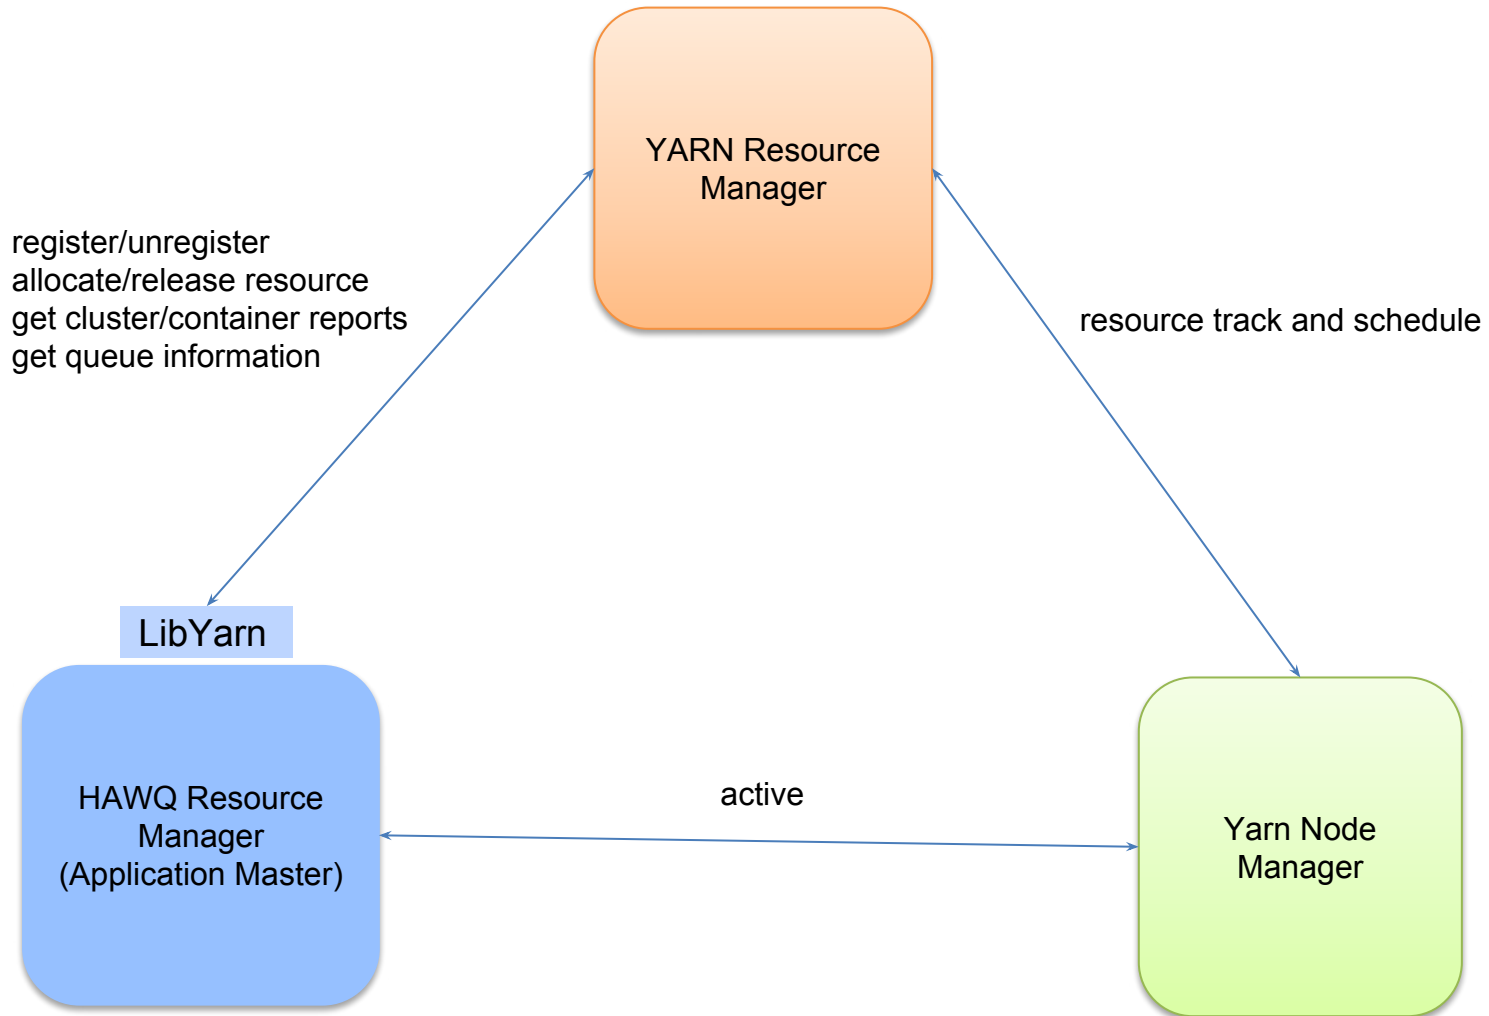 YARN Resource
Manager
register/unregister
allocate/release resource
get cluster/container reports
get queue information
resource track and schedule
LibYarn
HAWQ Resource
Manager
(Application Master)
active
Yarn Node
Manager